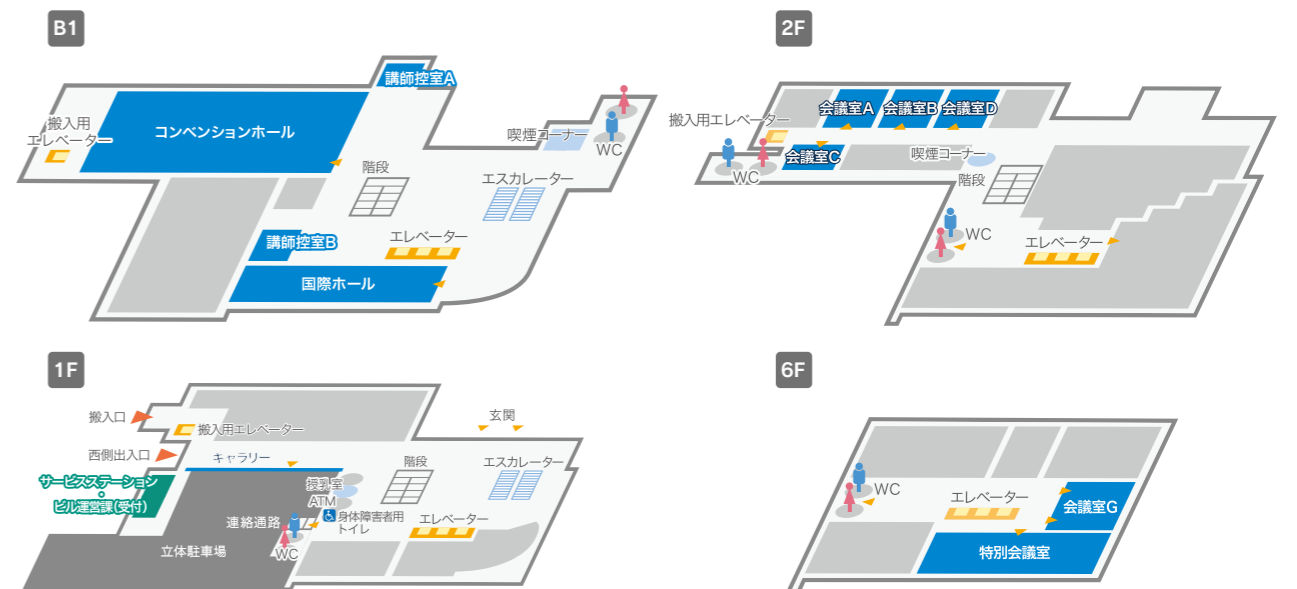 B1
講師控室A
搬入用
エレベーター
コンベンションホール
喫煙コーナー
WC
階段
エスカレーター
講師控室B
エレベーター
国際ホール
2F
会議室A
会議室B
会議室D
搬入用エレベーター
会議室C
喫煙コーナー
WC
階段
WC
エレベーター
1F
搬入口
搬入用エレベーター
玄関
西側出入口
キャラリー
階段
エスカレーター
サービスステーション
・
ビル運営課(受付)
授乳室
ATM
連絡通路
身体障害者用
トイレ
エレベーター
立体駐車場
WC
6F
WC
エレベーター
会議室G
特別会議室